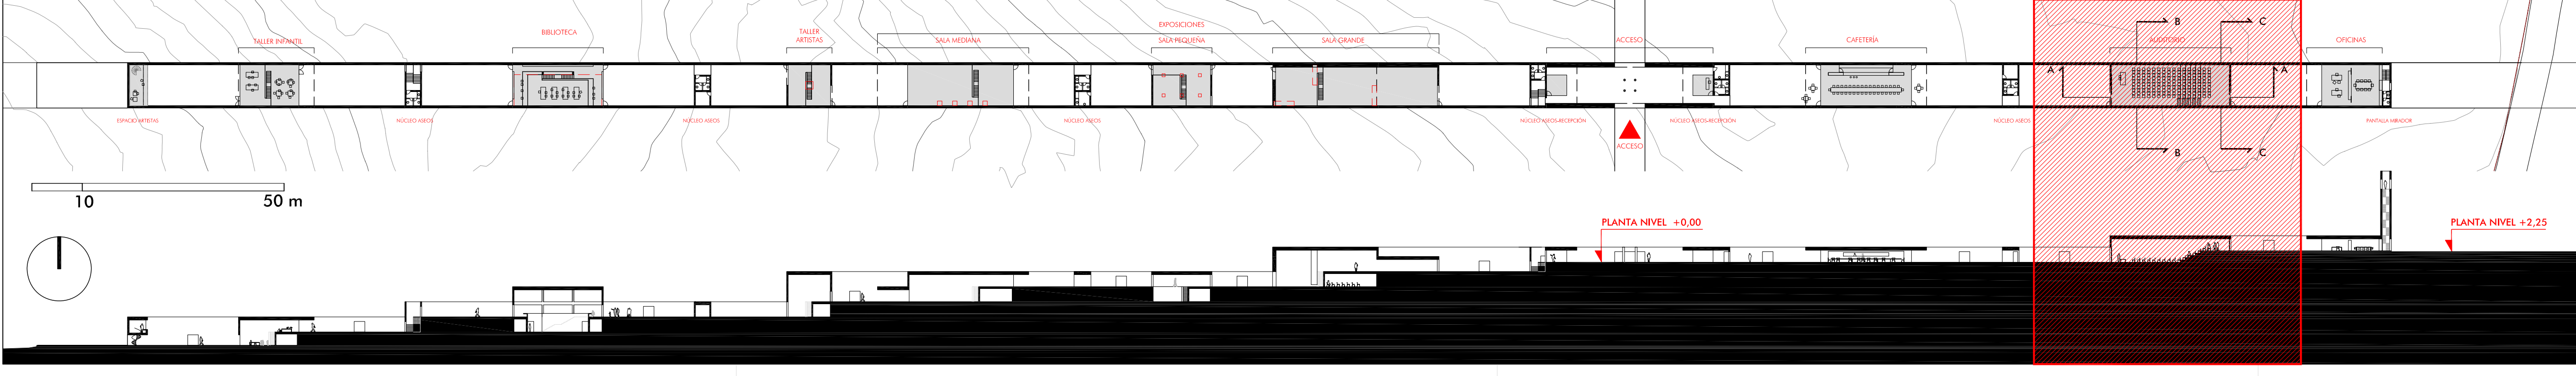 TALLER INFANTIL
BIBLIOTECA
TALLER
ARTISTAS
EXPOSICIONES
SALA MEDIANA
SALA PEQUEÑA
SALA GRANDE
ACCESO
CAFETERÍA
AUDITORIO
OFICINAS
B
C
A
A
B
C
ESPACIO ARTISTAS
NÚCLEO ASEOS
NÚCLEO ASEOS
NÚCLEO ASEOS
NÚCLEO ASEOS-RECEPCIÓN
NÚCLEO ASEOS-RECEPCIÓN
NÚCLEO ASEOS
PANTALLA MIRADOR
ACCESO
10
50 m
PLANTA NIVEL +0,00
PLANTA NIVEL +2,25